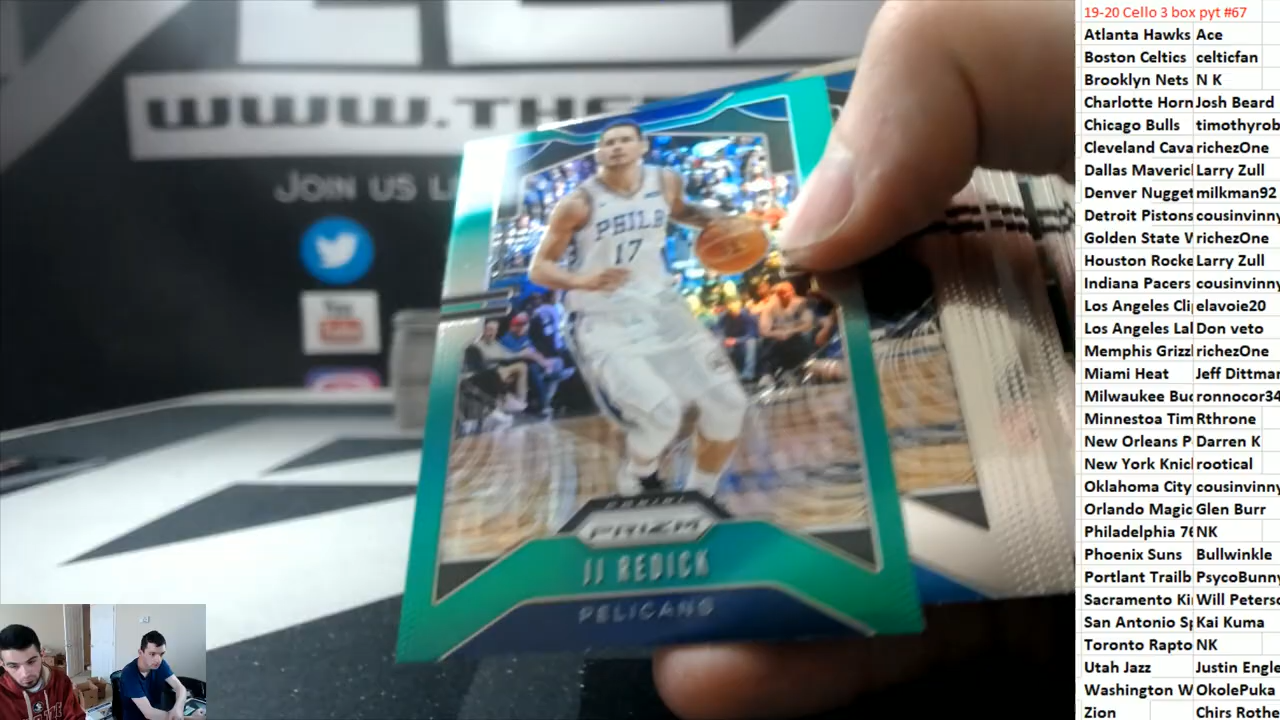 WWW.THE
JOIN US L
You
Tube
PHILA
17
PANINI
PRIZM
JJ REDICK
PELICANS
19-20 Cello 3 box pyt #67
Atlanta Hawks Ace
Boston Celtics celticfan
Brooklyn Nets N K
Charlotte Horn Josh Beard
Chicago Bulls timothyrob
Cleveland Cava richezOne
Dallas Maveric Larry Zull
Denver Nugget milkman92
Detroit Pistons cousinvinny
Golden State W richezOne
Houston Rocke Larry Zull
Indiana Pacers cousinvinny
Los Angeles Cli elavoie20
Los Angeles Lal Don veto
Memphis Grizzl richezOne
Miami Heat Jeff Dittman
Milwaukee Buc ronnocor34
Minnestoa Tim Rthrone
New Orleans P Darren K
New York Knic rootical
Oklahoma City cousinvinny
Orlando Magic Glen Burr
Philadelphia 76 NK
Phoenix Suns Bullwinkle
Portlant Trailb PsycoBunny
Sacramento Ki Will Peterso
San Antonio Sp Kai Kuma
Toronto Rapto NK
Utah Jazz Justin Engle
Washington W OkolePuka
Zion Chirs Rothe